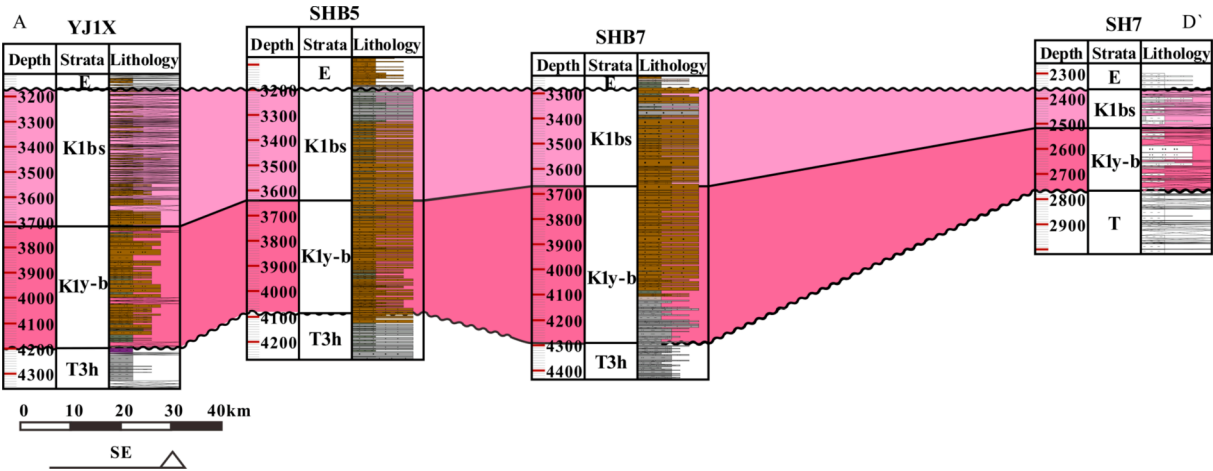 A
YJ1X
Depth Strata Lithology
E
3200
3300
3400
K1bs
3500
3600
3700
3800
3900
K1y-b
4000
4100
4200
T3h
4300
SHB5
Depth Strata Lithology
E
3200
3300
3400
K1bs
3500
3600
3700
3800
K1y-b
3900
4000
4100
T3h
4200
SHB7
Depth Strata Lithology
E
3300
3400
3500
K1bs
3600
3700
3800
3900
4000
K1y-b
4100
4200
4300
T3h
4400
SH7 D`
Depth Strata Lithology
2300 E
2400
K1bs
2500
2600
K1y-b
2700
2800
T
2900
0 10 20 30 40km
SE